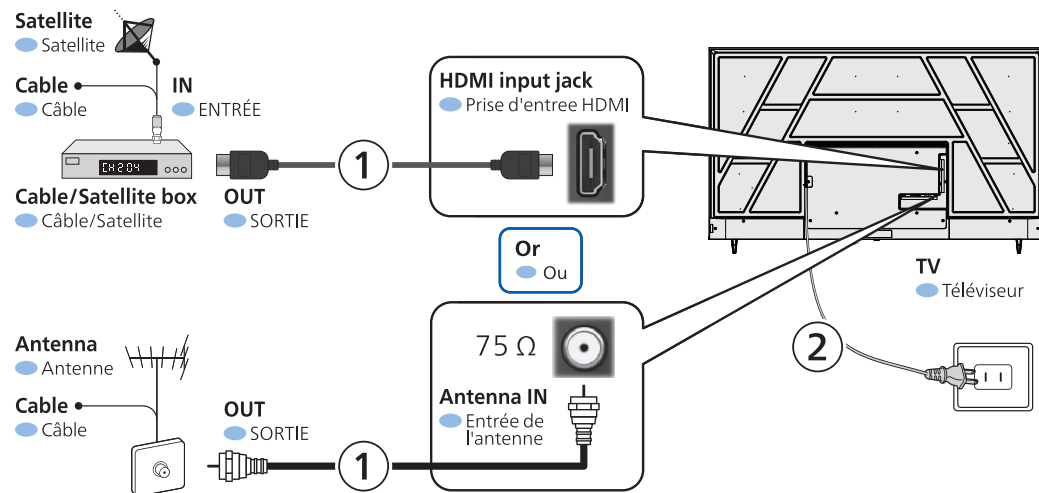 Satellite
Satellite
Cable
Câble
IN
ENTRÉE
CH204
Cable/Satellite box
Câble/Satellite
OUT
SORTIE
1
HDMI input jack
Prise d'entree HDMI
Or
Ou
TV
Téléviseur
2
Antenna
Antenne
Cable
Câble
OUT
SORTIE
1
75 Ω
Antenna IN
Entrée de
l'antenne